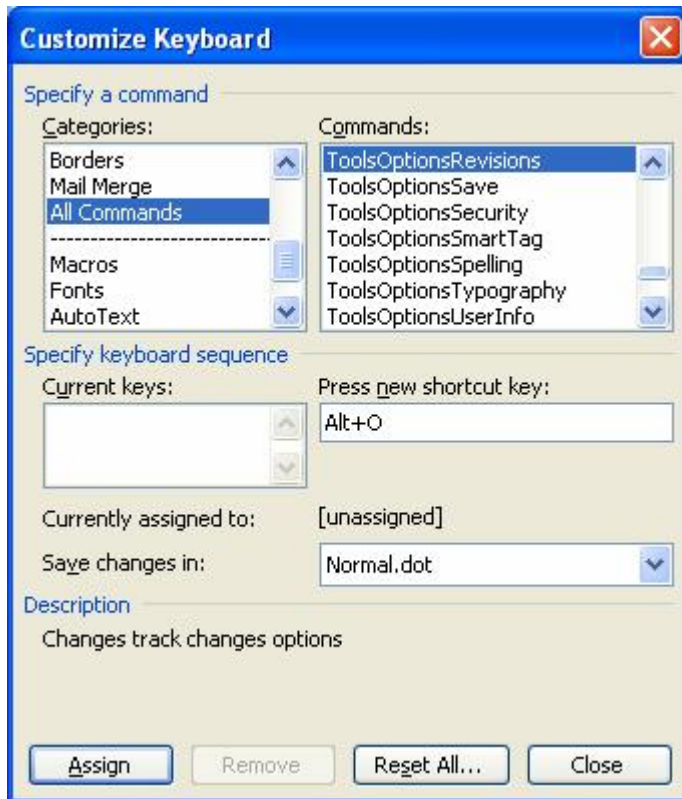 Customize Keyboard
Specify a command
Categories:
Commands:
Borders
Mail Merge
All Commands
------------------------
Macros
Fonts
AutoText
ToolsOptionsRevisions
ToolsOptionsSave
ToolsOptionsSecurity
ToolsOptionsSmartTag
ToolsOptionsSpelling
ToolsOptionsTypography
ToolsOptionsUserInfo
Specify keyboard sequence
Current keys:
Press new shortcut key:
Alt+O
Currently assigned to: [unassigned]
Save changes in: Normal.dot
Description
Changes track changes options
Assign Remove Reset All... Close